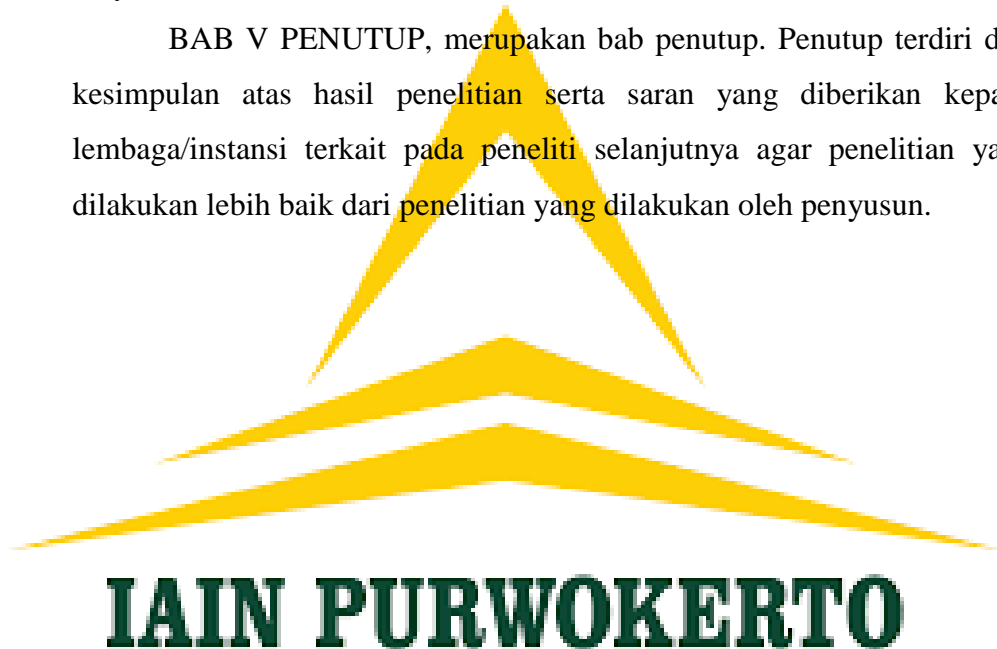 BAB V PENUTUP, merupakan bab penutup. Penutup terdiri d
kesimpulan atas hasil penelitian serta saran yang diberikan kepa
lembaga/instansi terkait pada peneliti selanjutnya agar penelitian ya
dilakukan lebih baik dari penelitian yang dilakukan oleh penyusun.
IAIN PURWOKERTO